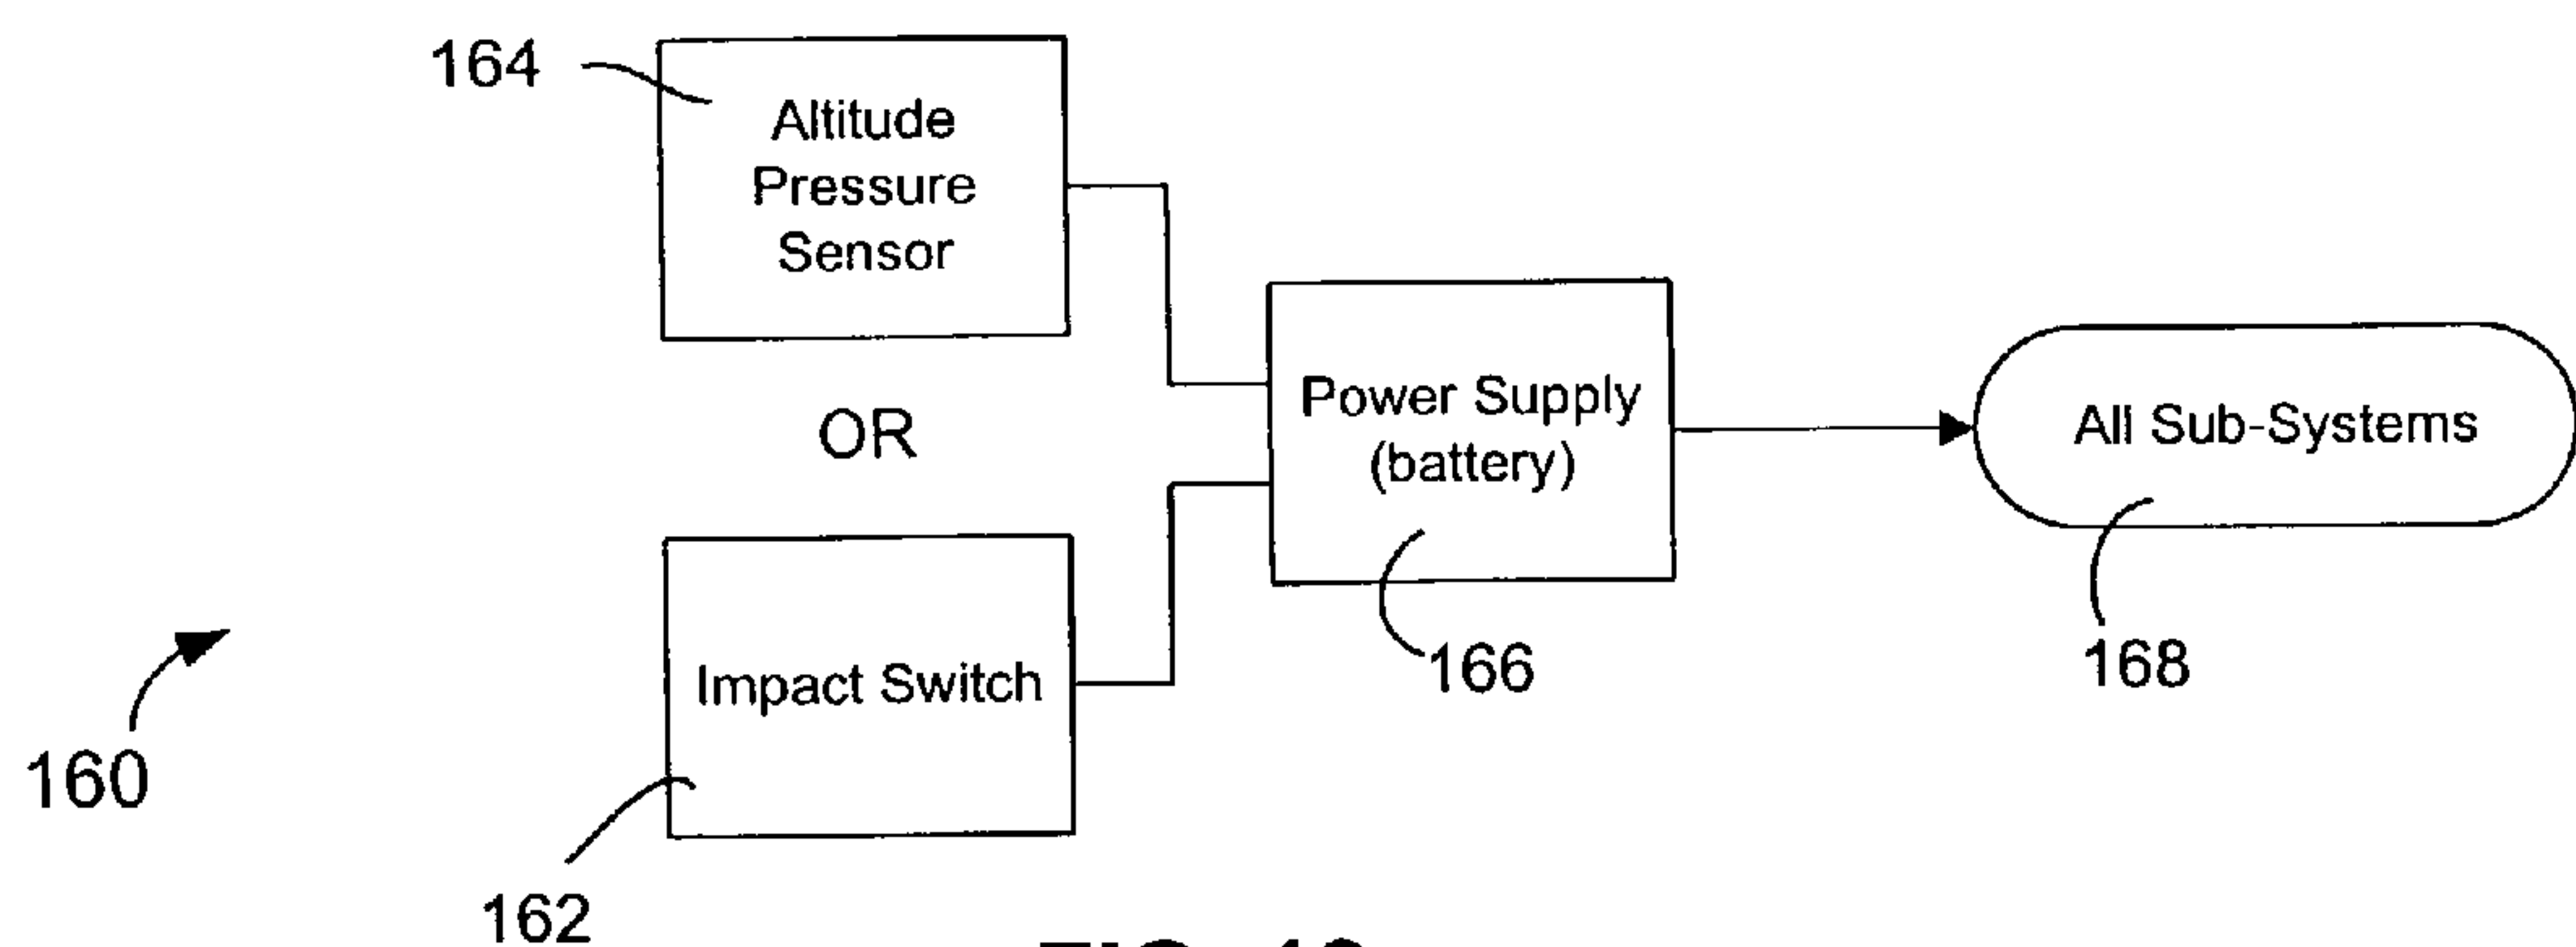 164
Altitude
Pressure
Sensor
OR
Power Supply
(battery)
All Sub-Systems
Impact Switch
166
168
160
162